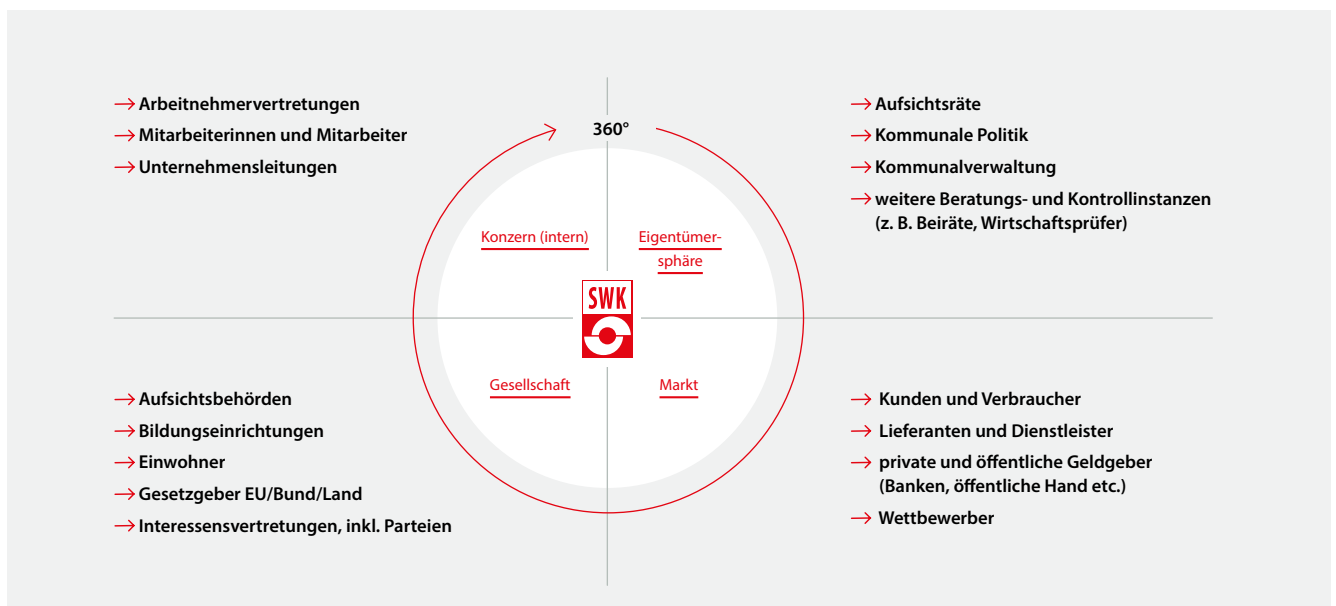 Arbeitnehmervertretungen
Mitarbeiterinnen und Mitarbeiter
Unternehmensleitungen
360°
Aufsichtsräte
Kommunale Politik
Kommunalverwaltung
weitere Beratungs- und Kontrollinstanzen
(z. B. Beiräte, Wirtschaftsprüfer)
Konzern (intern)
Eigentümer-
sphäre
SWK
Gesellschaft
Markt
Aufsichtsbehörden
Bildungseinrichtungen
Einwohner
Gesetzgeber EU/Bund/Land
Interessensvertretungen, inkl. Parteien
Kunden und Verbraucher
Lieferanten und Dienstleister
private und öffentliche Geldgeber
(Banken, öffentliche Hand etc.)
Wettbewerber